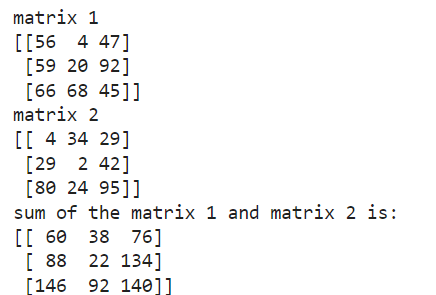 matrix 1
[[56  4 47]
 [59 20 92]
 [66 68 45]]
matrix 2
[[ 4 34 29]
 [29  2 42]
 [80 24 95]]
sum of the matrix 1 and matrix 2 is:
[[ 60  38  76]
 [ 88  22 134]
 [146  92 140]]